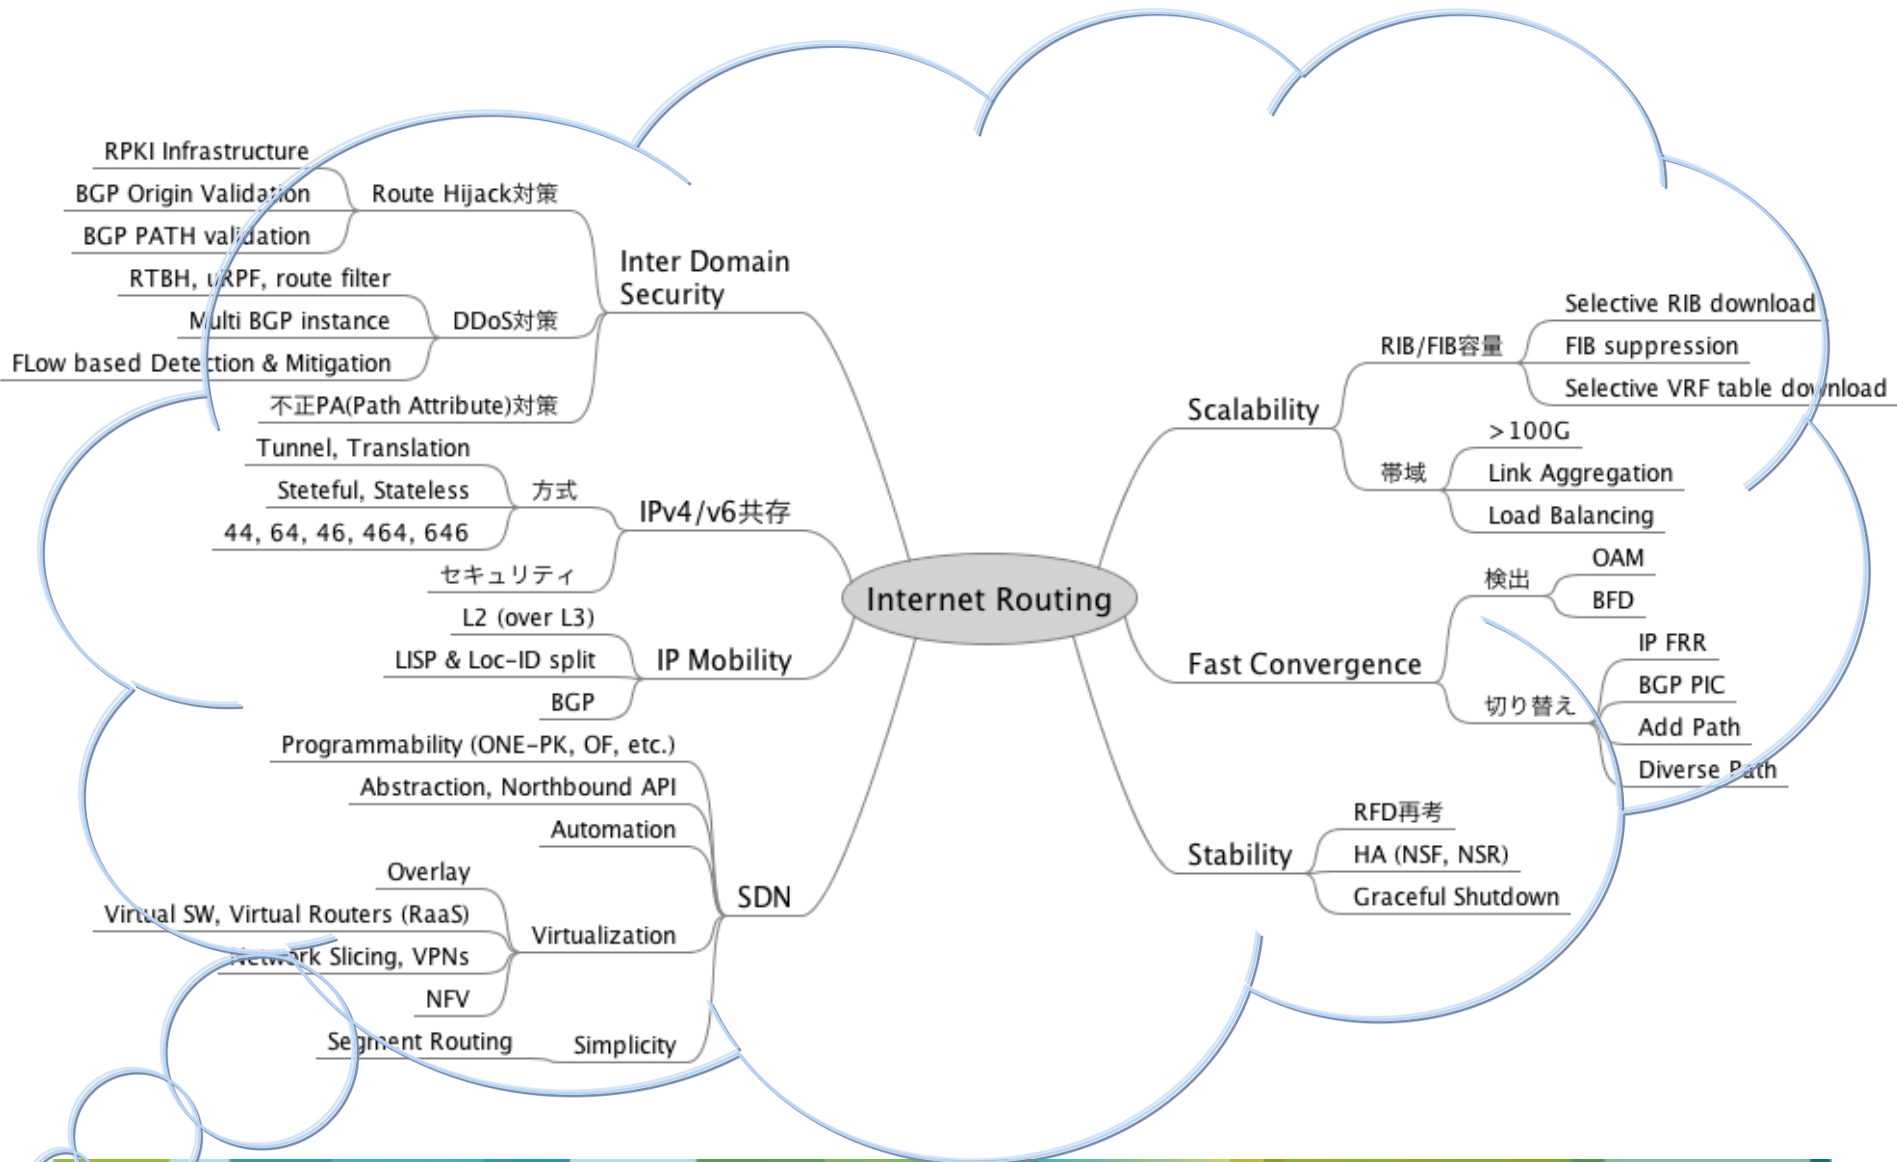 RPKI Infrastructure
BGP Origin Validation
BGP PATH validation
Route Hijack対策
RTBH, uRPF, route filter
Multi BGP instance
FLow based Detection & Mitigation
DDoS対策
不正PA(Path Attribute)対策
Inter Domain
Security
Tunnel, Translation
Steteful, Stateless
44, 64, 46, 464, 646
方式
セキュリティ
IPv4/v6共存
L2 (over L3)
LISP & Loc-ID split
BGP
IP Mobility
Programmability (ONE-PK, OF, etc.)
Abstraction, Northbound API
Automation
Overlay
Virtual SW, Virtual Routers (RaaS)
Network Slicing, VPNs
NFV
Virtualization
Segment Routing
Simplicity
SDN
Internet Routing
Scalability
RIB/FIB容量
Selective RIB download
FIB suppression
Selective VRF table download
帯域
>100G
Link Aggregation
Load Balancing
Fast Convergence
検出
OAM
BFD
切り替え
IP FRR
BGP PIC
Add Path
Diverse Path
Stability
RFD再考
HA (NSF, NSR)
Graceful Shutdown